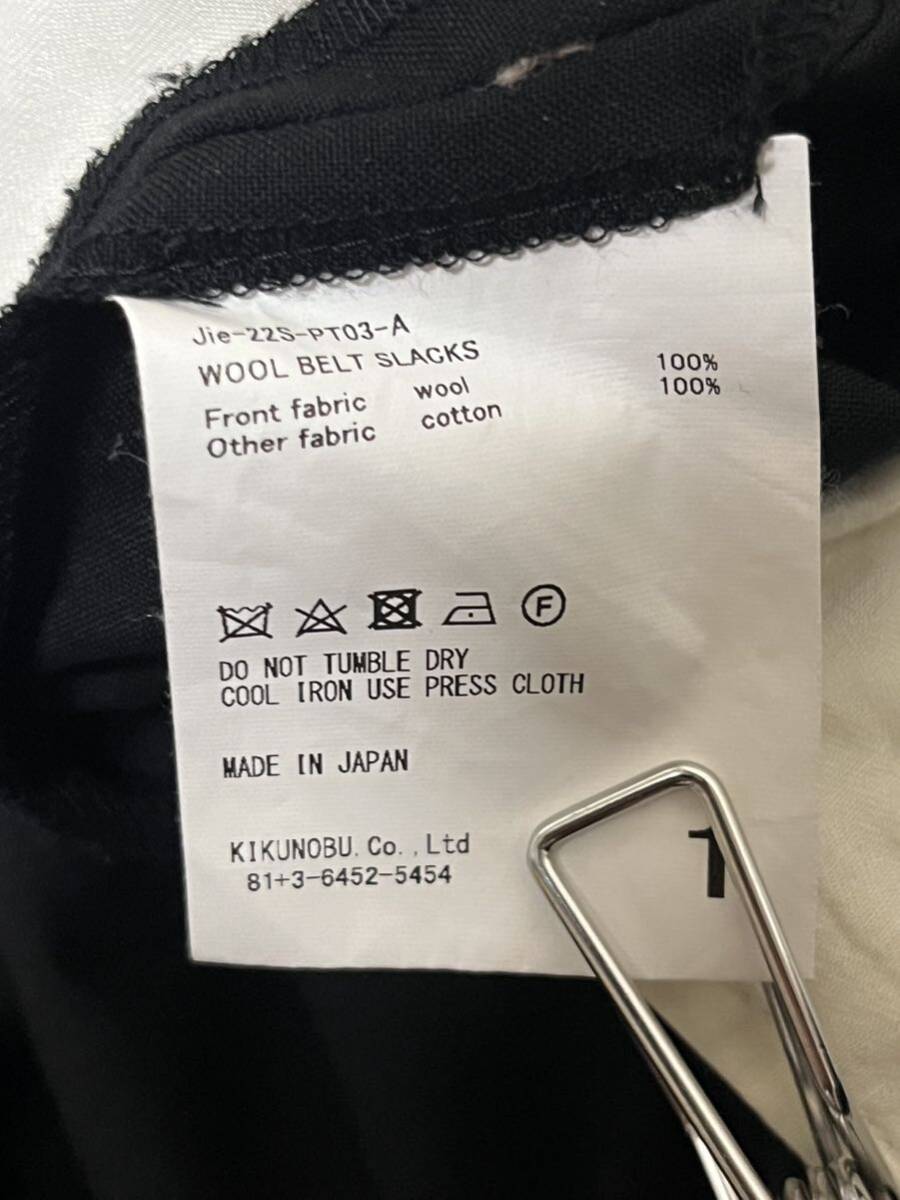 Jie-22S-PT03-A
WOOL BELT SLACKS
Front fabric wool 100%
Other fabric cotton 100%
F
DO NOT TUMBLE DRY
COOL IRON USE PRESS CLOTH
MADE IN JAPAN
KIKUNOBU. Co. ,Ltd
81+3-6452-5454
1